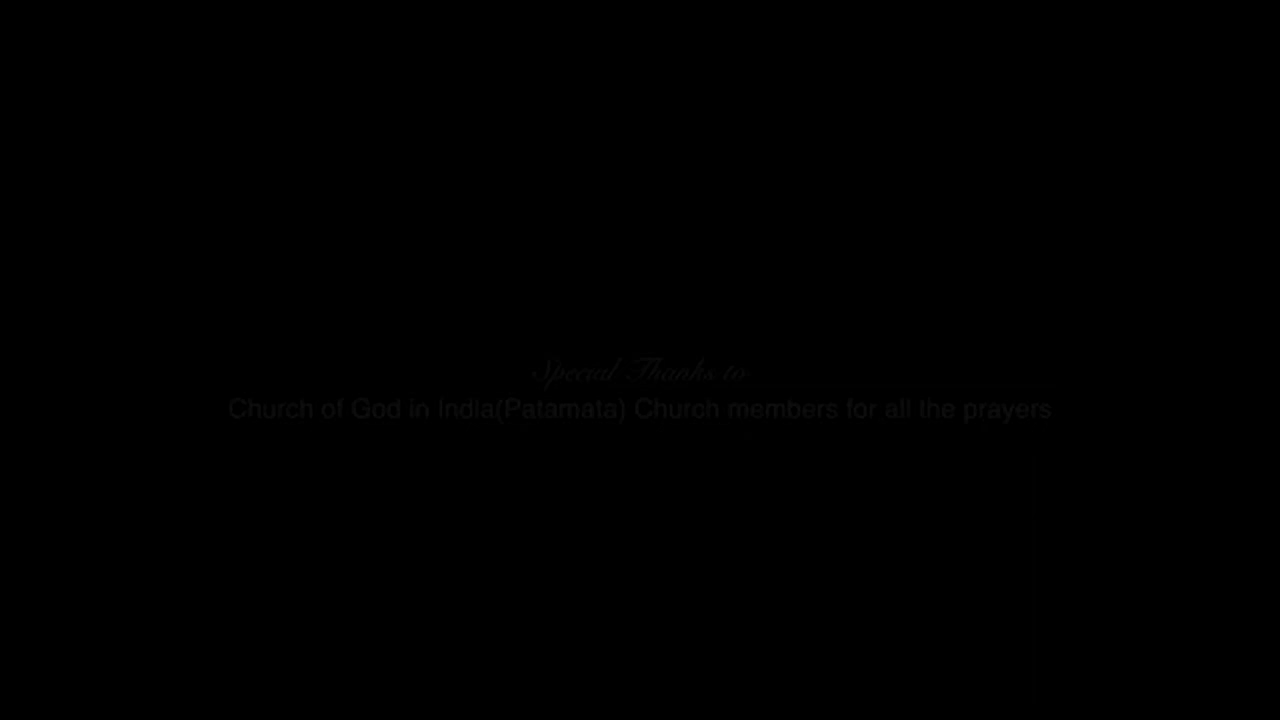 Special Thanks to
Church of God in India(Patamata) Church members for all the prayers